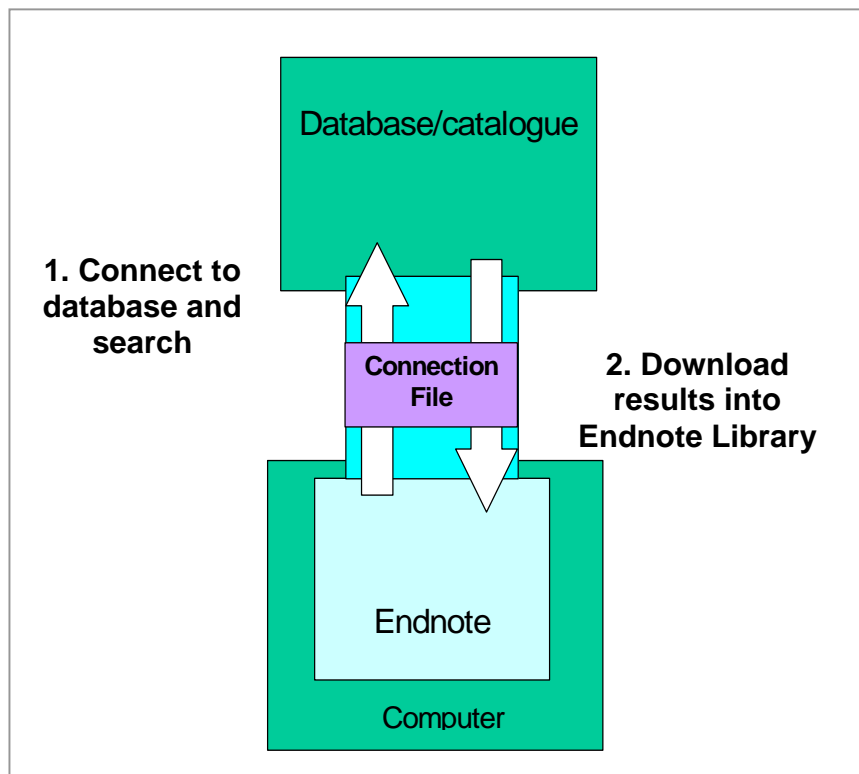 Database/catalogue
1. Connect to
database and
search
Connection
File
2. Download
results into
Endnote Library
Endnote
Computer